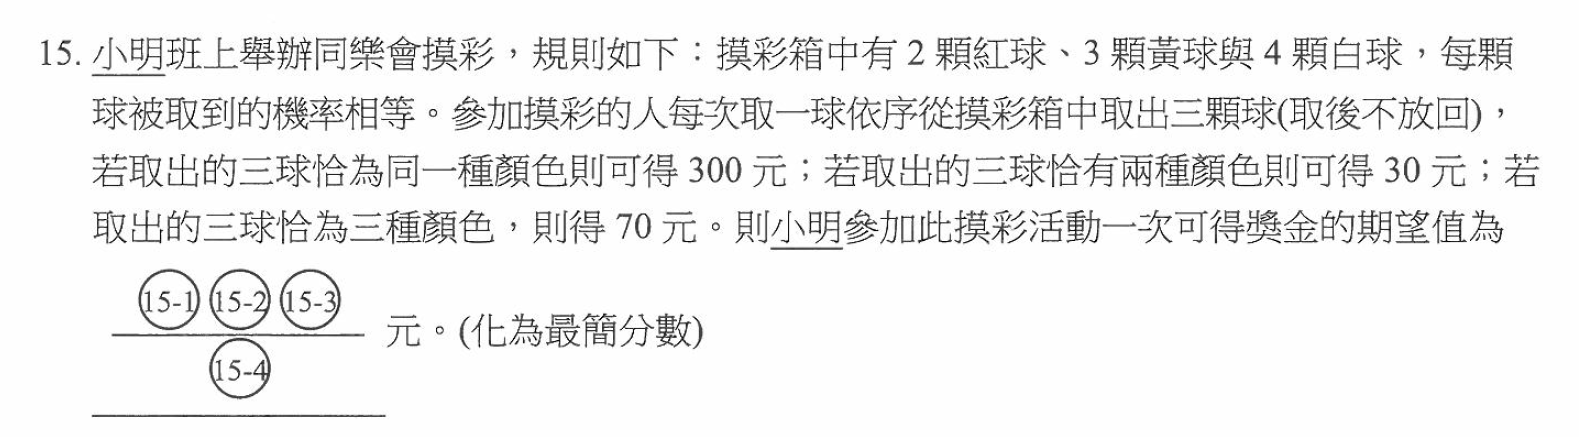 15. 小明班上舉辦同樂會摸彩，規則如下：摸彩箱中有 2 顆紅球、3 顆黃球與 4 顆白球，每顆
球被取到的機率相等。參加摸彩的人每次取一球依序從摸彩箱中取出三顆球(取後不放回)，
若取出的三球恰為同一種顏色則可得 300 元；若取出的三球恰有兩種顏色則可得 30 元；若
取出的三球恰為三種顏色，則得 70 元。則小明參加此摸彩活動一次可得獎金的期望值為
15-1 15-2 15-3
元。(化為最簡分數)
15-4